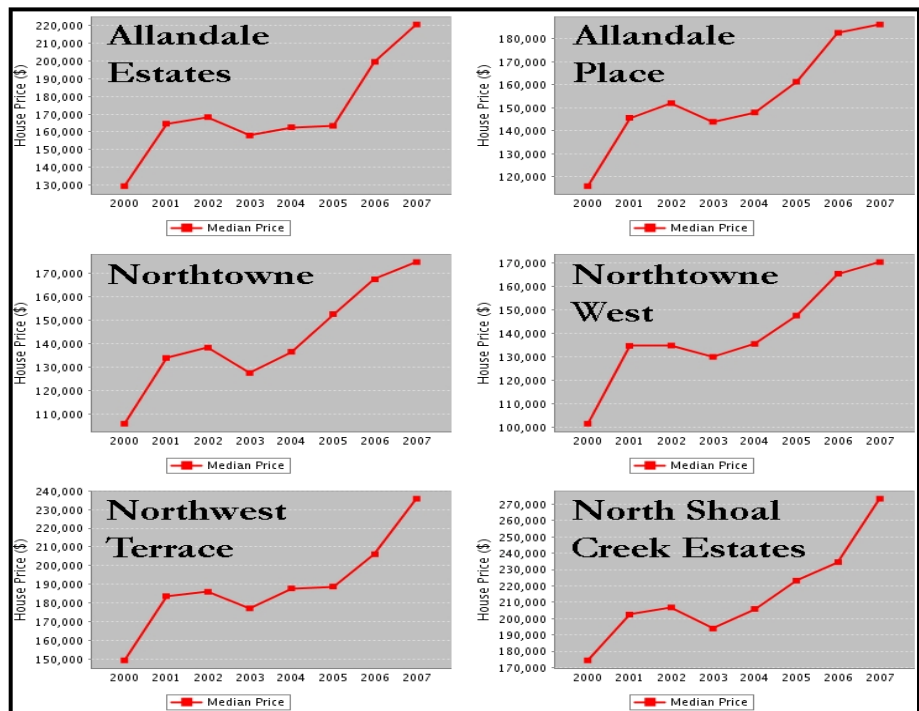 Allandale
Estates
House Price ($)
220,000
210,000
200,000
190,000
180,000
170,000
160,000
150,000
140,000
130,000
2000 2001 2002 2003 2004 2005 2006 2007
Median Price
Allandale
Place
House Price ($)
180,000
170,000
160,000
150,000
140,000
130,000
120,000
2000 2001 2002 2003 2004 2005 2006 2007
Median Price
Northtowne
House Price ($)
170,000
160,000
150,000
140,000
130,000
120,000
110,000
2000 2001 2002 2003 2004 2005 2006 2007
Median Price
Northtowne
West
House Price ($)
170,000
160,000
150,000
140,000
130,000
120,000
110,000
100,000
2000 2001 2002 2003 2004 2005 2006 2007
Median Price
Northwest
Terrace
House Price ($)
240,000
230,000
220,000
210,000
200,000
190,000
180,000
170,000
160,000
150,000
2000 2001 2002 2003 2004 2005 2006 2007
Median Price
North Shoal
Creek Estates
House Price ($)
270,000
260,000
250,000
240,000
230,000
220,000
210,000
200,000
190,000
180,000
170,000
2000 2001 2002 2003 2004 2005 2006 2007
Median Price